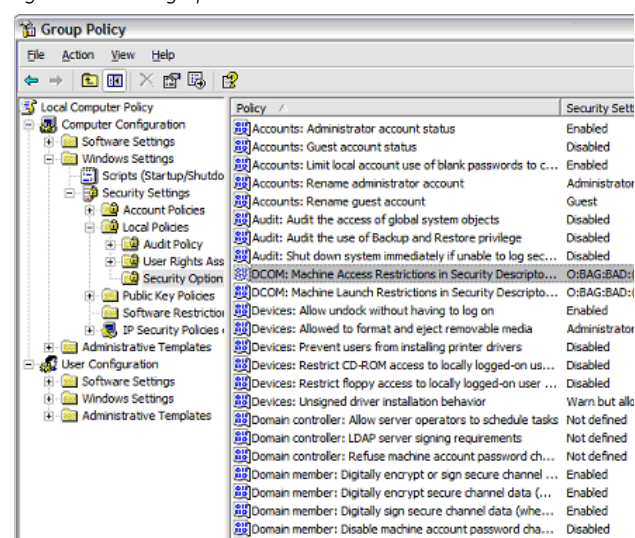 Group Policy
File Action View Help
Local Computer Policy
Computer Configuration
Software Settings
Windows Settings
Scripts (Startup/Shutdo
Security Settings
Account Policies
Local Policies
Audit Policy
User Rights Ass
Security Option
Public Key Policies
Software Restriction
IP Security Policies
Administrative Templates
User Configuration
Software Settings
Windows Settings
Administrative Templates
Policy Security Sett
Accounts: Administrator account status Enabled
Accounts: Guest account status Disabled
Accounts: Limit local account use of blank passwords to c... Enabled
Accounts: Rename administrator account Administrator
Accounts: Rename guest account Guest
Audit: Audit the access of global system objects Disabled
Audit: Audit the use of Backup and Restore privilege Disabled
Audit: Shut down system immediately if unable to log sec... Disabled
DCOM: Machine Access Restrictions in Security Descripto... O:BAG:BAD:(
DCOM: Machine Launch Restrictions in Security Descripto... O:BAG:BAD:(
Devices: Allow undock without having to log on Enabled
Devices: Allowed to format and eject removable media Administrator
Devices: Prevent users from installing printer drivers Disabled
Devices: Restrict CD-ROM access to locally logged-on us... Disabled
Devices: Restrict floppy access to locally logged-on user ... Disabled
Devices: Unsigned driver installation behavior Warn but allo
Domain controller: Allow server operators to schedule tasks Not defined
Domain controller: LDAP server signing requirements Not defined
Domain controller: Refuse machine account password ch... Not defined
Domain member: Digitally encrypt or sign secure channel ... Enabled
Domain member: Digitally encrypt secure channel data (... Enabled
Domain member: Digitally sign secure channel data (whe... Enabled
Domain member: Disable machine account password cha... Disabled